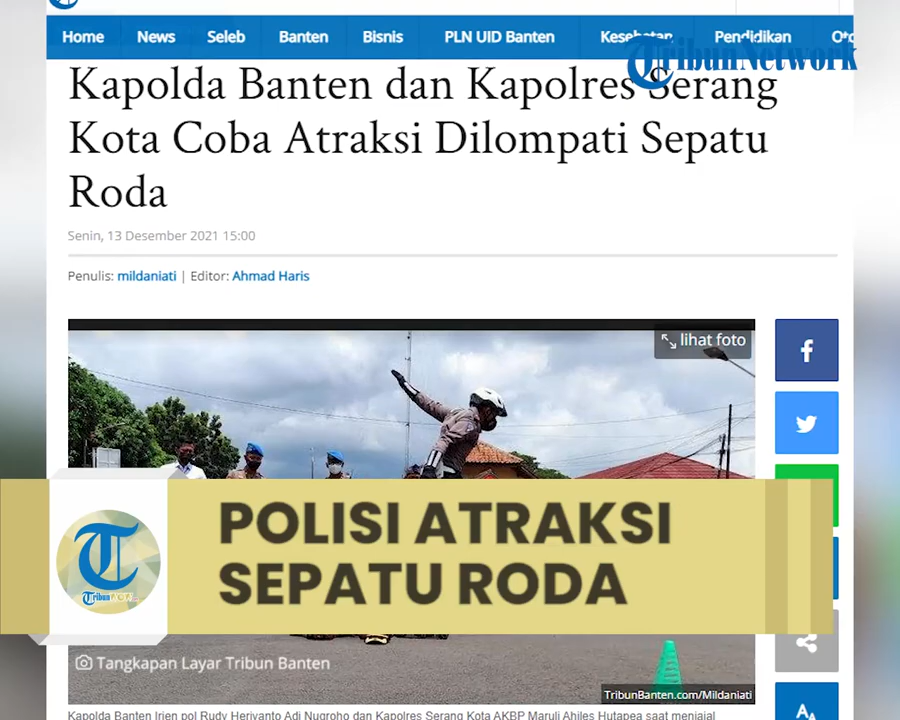 Home News Seleb Banten Bisnis PLN UID Banten Kesehatan Pendidikan
TribunNetwork
Kapolda Banten dan Kapolres Serang
Kota Coba Atraksi Dilompati Sepatu
Roda
Senin, 13 Desember 2021 15:00
Penulis: mildaniati | Editor: Ahmad Haris
lihat foto
POLISI ATRAKSI
SEPATU RODA
Tangkapan Layar Tribun Banten
TribunBanten.com/Mildaniati
Kapolda Banten Irjen pol Rudy Heriyanto Adi Nugroho dan Kapolres Serang Kota AKBP Maruli Ahiles Hutapea saat menjajal